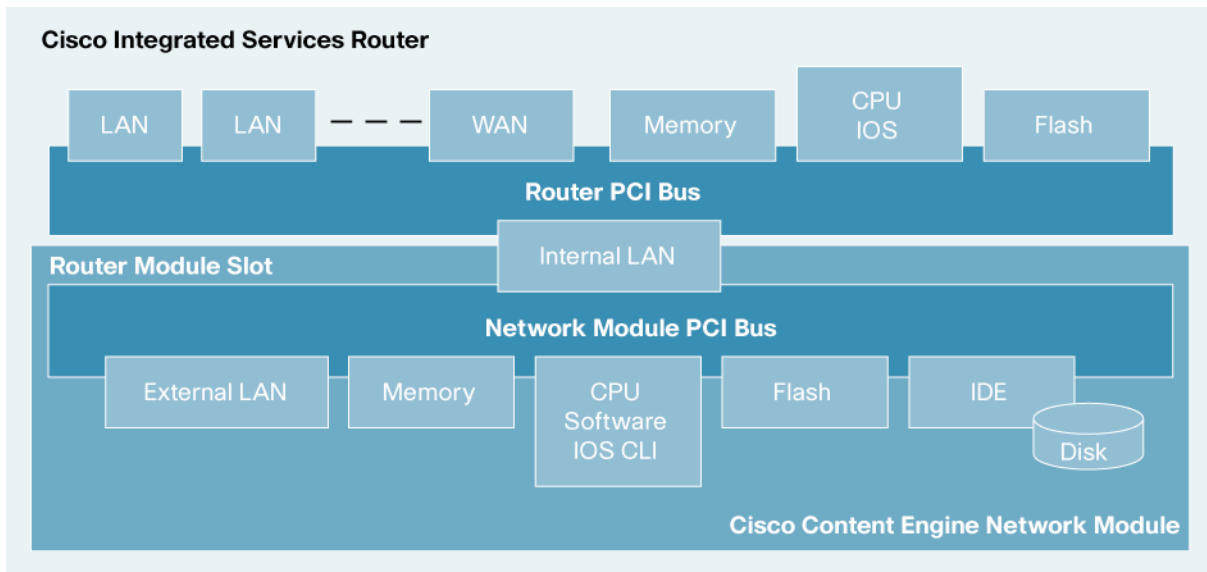 Cisco Integrated Services Router
LAN
LAN
WAN
Memory
CPU
IOS
Flash
Router PCI Bus
Internal LAN
Router Module Slot
Network Module PCI Bus
External LAN
Memory
CPU
Software
IOS CLI
Flash
IDE
Disk
Cisco Content Engine Network Module